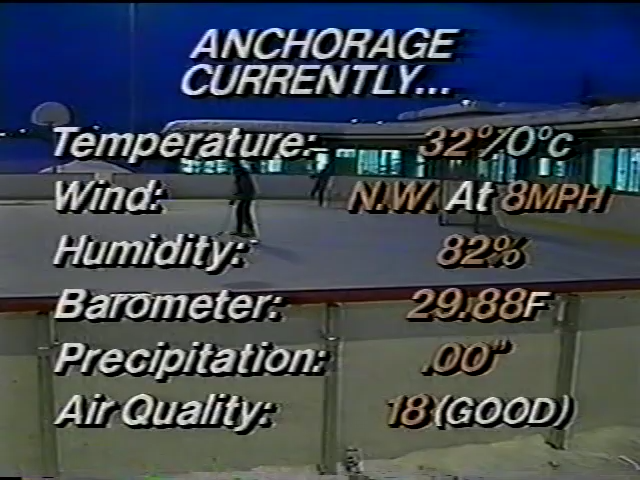 ANCHORAGE
CURRENTLY...
Temperature: 32°/0°c
Wind: N.W. At 8MPH
Humidity: 82%
Barometer: 29.88F
Precipitation: .00"
Air Quality: 18(GOOD)